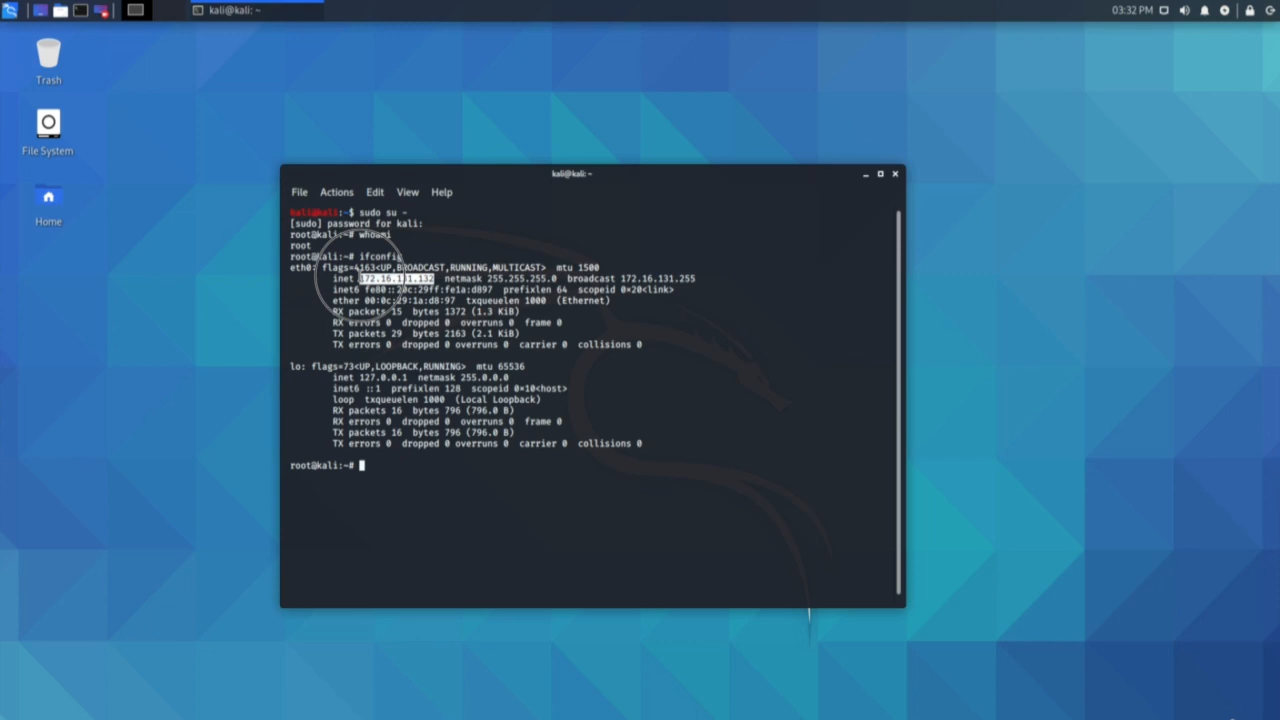 kali@kali: ~
03:32 PM
Trash
File System
Home
kali@kali: ~
File Actions Edit View Help
kali@kali:~$ sudo su -
[sudo] password for kali:
root@kali:~# whoami
root
root@kali:~# ifconfig
eth0: flags=4163<UP,BROADCAST,RUNNING,MULTICAST> mtu 1500
inet 172.16.131.132 netmask 255.255.255.0 broadcast 172.16.131.255
inet6 fe80::20c:29ff:fe1a:d897 prefixlen 64 scopeid 0×20<link>
ether 00:0c:29:1a:d8:97 txqueuelen 1000 (Ethernet)
RX packets 15 bytes 1372 (1.3 KiB)
RX errors 0 dropped 0 overruns 0 frame 0
TX packets 29 bytes 2163 (2.1 KiB)
TX errors 0 dropped 0 overruns 0 carrier 0 collisions 0
lo: flags=73<UP,LOOPBACK,RUNNING> mtu 65536
inet 127.0.0.1 netmask 255.0.0.0
inet6 ::1 prefixlen 128 scopeid 0×10<host>
loop txqueuelen 1000 (Local Loopback)
RX packets 16 bytes 796 (796.0 B)
RX errors 0 dropped 0 overruns 0 frame 0
TX packets 16 bytes 796 (796.0 B)
TX errors 0 dropped 0 overruns 0 carrier 0 collisions 0
root@kali:~#